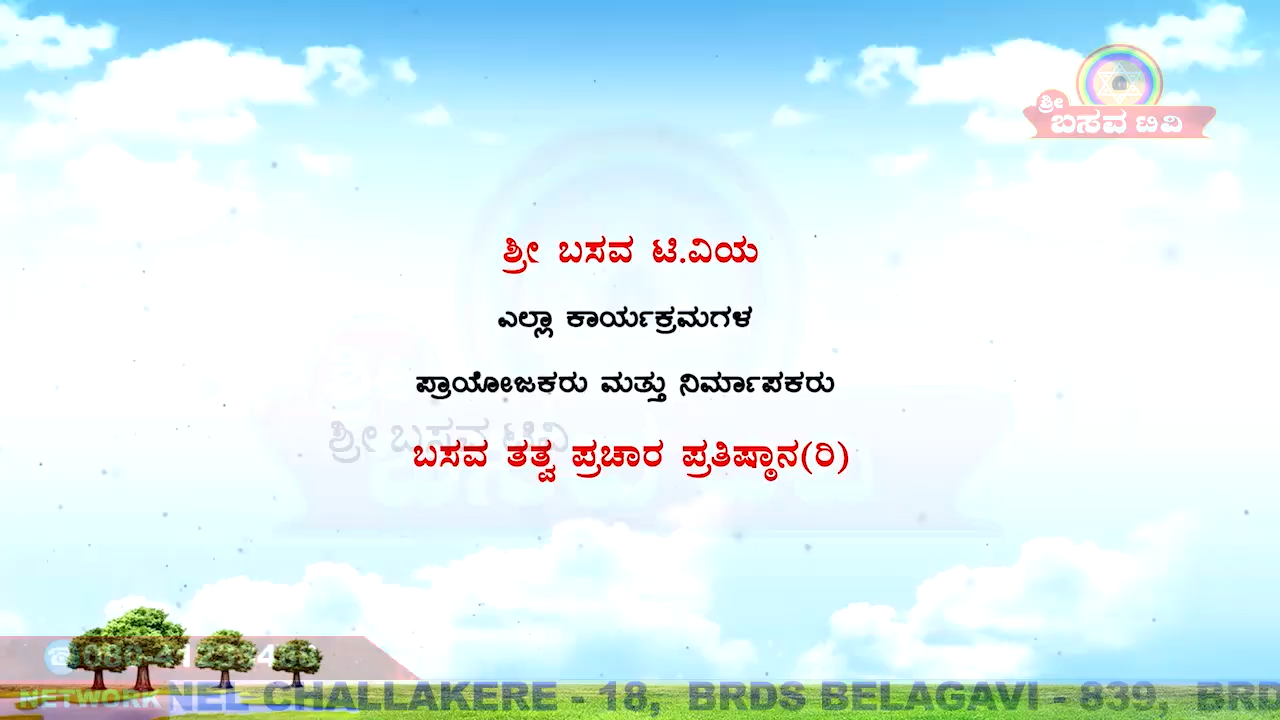 ಶ್ರೀ
ಬಸವ ಟಿವಿ
ಶ್ರೀ ಬಸವ ಟಿ.ವಿಯ
ಎಲ್ಲಾ ಕಾರ್ಯಕ್ರಮಗಳ
ಪ್ರಾಯೋಜಕರು ಮತ್ತು ನಿರ್ಮಾಪಕರು
ಶ್ರೀ ಬಸವ ಟಿವಿ
ಬಸವ ತತ್ವ ಪ್ರಚಾರ ಪ್ರತಿಷ್ಠಾನ(ರಿ)
NETWORK NEL CHALLAKERE - 18, BRDS BELAGAVI - 839, BRD